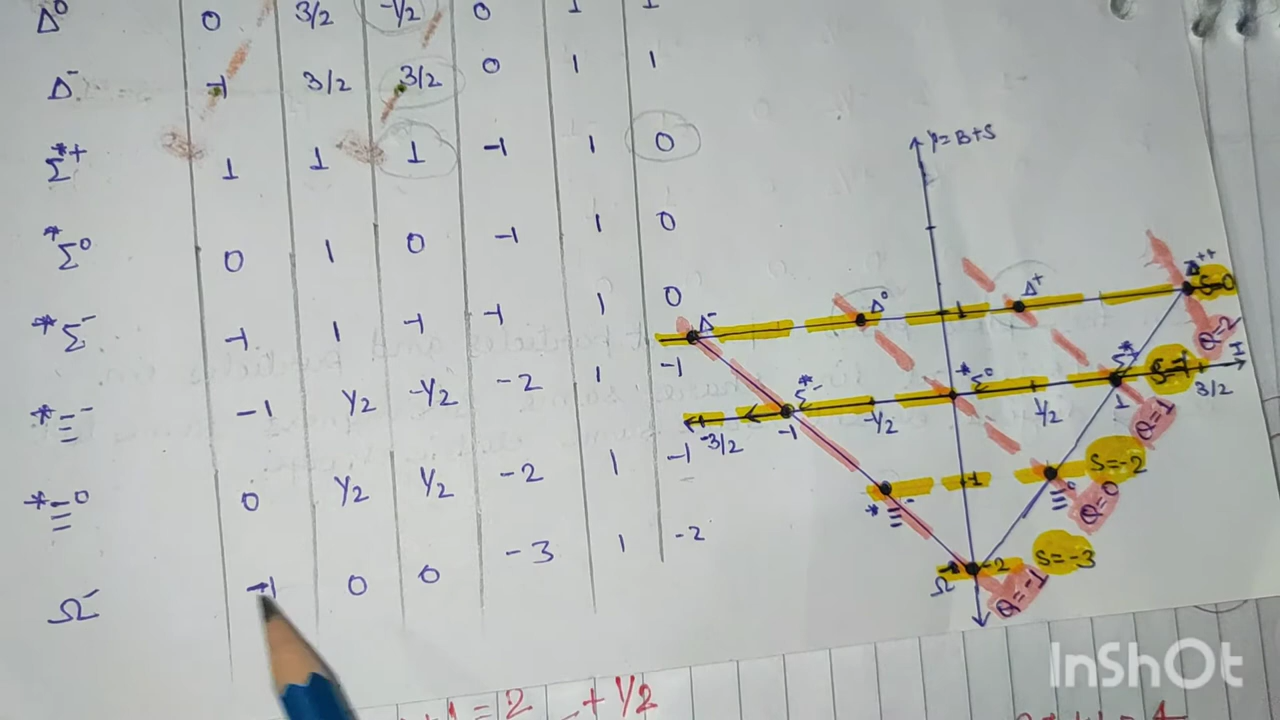 Δ⁰ 0 3/2 -1/2 0 1 1
Δ⁻ -1 3/2 3/2 0 1 1
Σ*⁺ 1 1 1 -1 1 0
*Σ⁰ 0 1 0 -1 1 0
*Σ⁻ -1 1 -1 -1 1 0
*Ξ⁻ -1 1/2 -1/2 -2 1 -1
*Ξ⁰ 0 1/2 1/2 -2 1 -1
Ω⁻ -1 0 0 -3 1 -2
Y=B+S
Δ⁻ Δ⁰ 1 Δ⁺ Δ⁺⁺ S=0
Q=2
*Σ⁻ *Σ⁰ S=-1
-3/2 -1 -1/2 1/2 1 3/2
Q=1
*Ξ⁻ -1 Ξ⁰ S=-2
Q=0
Ω⁻ -2 S=-3
Q=-1
= 2 + 1/2
InShOt